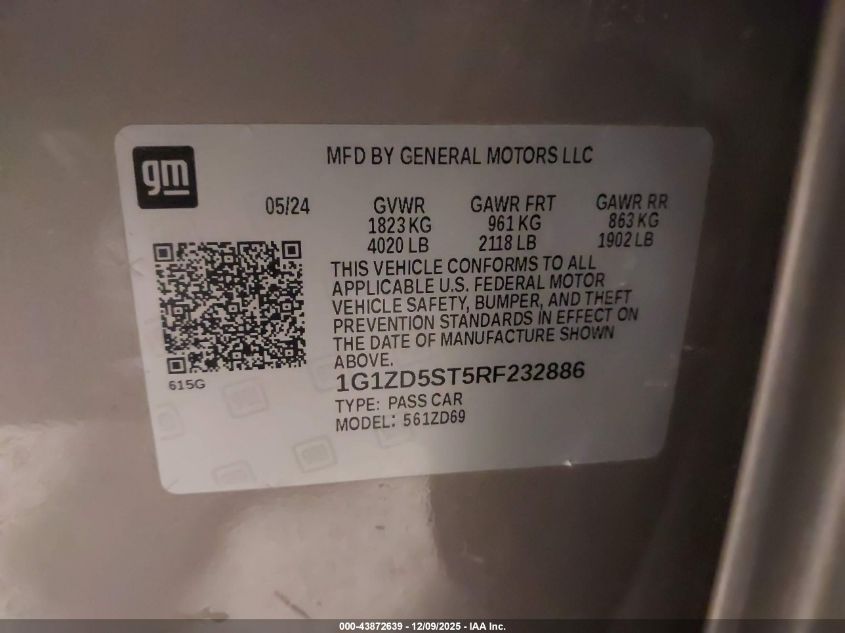 gm
MFD BY GENERAL MOTORS LLC
05/24 GVWR GAWR FRT GAWR RR
1823 KG 961 KG 863 KG
4020 LB 2118 LB 1902 LB
THIS VEHICLE CONFORMS TO ALL
APPLICABLE U.S. FEDERAL MOTOR
VEHICLE SAFETY, BUMPER, AND THEFT
PREVENTION STANDARDS IN EFFECT ON
THE DATE OF MANUFACTURE SHOWN
ABOVE.
615G
1G1ZD5ST5RF232886
TYPE: PASS CAR
MODEL: 561ZD69
000-43872639 - 12/09/2025 - IAA Inc.